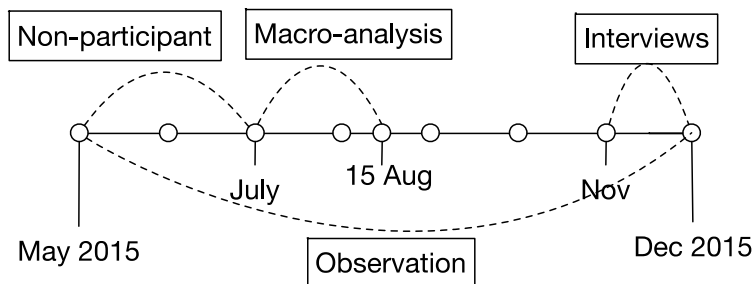 Non-participant
Macro-analysis
Interviews
July
15 Aug
Nov
May 2015
Dec 2015
Observation